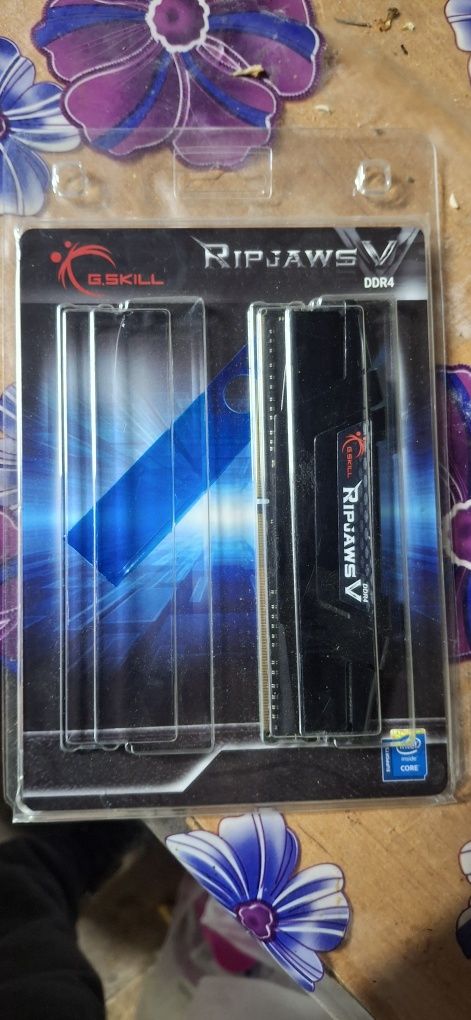 G.SKILL
RIPJAWS V
DDR4
G.SKILL
RIPJAWS V
DDR4
intel
inside
CORE